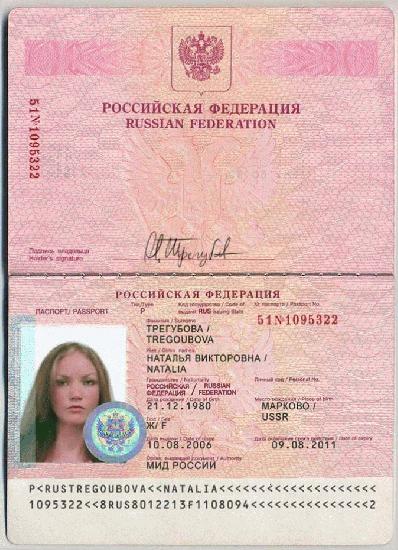 РОССИЙСКАЯ ФЕДЕРАЦИЯ
RUSSIAN FEDERATION
51№1095322
Подпись владельца
Holder's signature
РОССИЙСКАЯ ФЕДЕРАЦИЯ
ПАСПОРТ/ PASSPORT
Тип/Type Код государства / Code of issuing State № паспорта / Passport No.
P RUS 51№1095322
Фамилия / Surname
ТРЕГУБОВА /
TREGOUBOVA
Имя / Given names
НАТАЛЬЯ ВИКТОРОВНА /
NATALIA
Гражданство / Nationality Личный код / Personal No.
РОССИЙСКАЯ / RUSSIAN
ФЕДЕРАЦИЯ / FEDERATION
Дата рождения / Date of birth Место рождения / Place of birth
21.12.1980 МАРКОВО /
Пол / Sex USSR
Ж/ F
Дата выдачи / Date of issue Дата окончания срока действия / Date of expiry
10.08.2006 09.08.2011
Орган, выдавший документ / Authority
МИД РОССИИ
P<RUSTREGOUBOVA<<NATALIA<<<<<<<<<<<<<<<
1095322<<8RUS8012213F1108094<<<<<<<<<<<<<<2